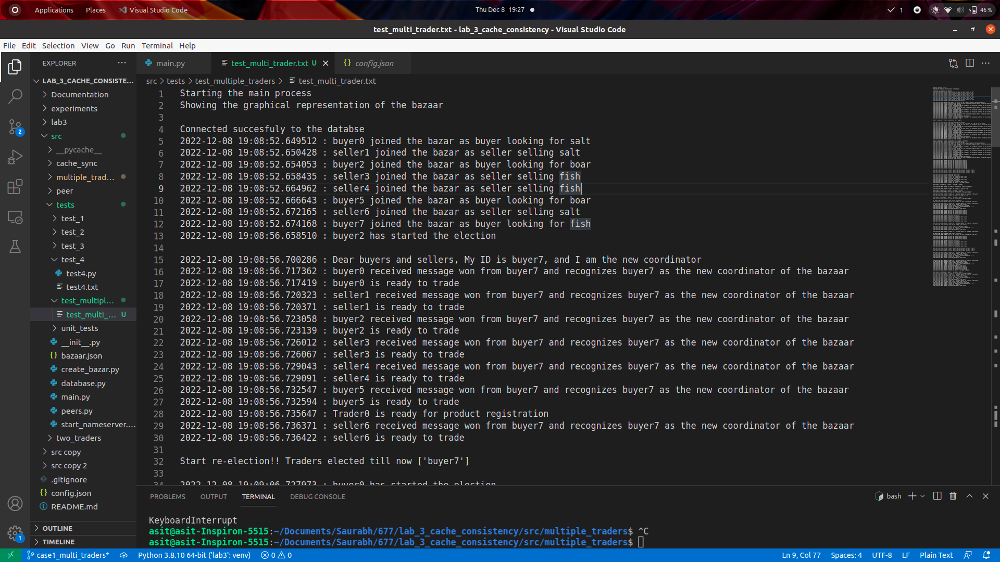 Applications Places Visual Studio Code Thu Dec 8 19:27 1 46 %
test_multi_trader.txt - lab_3_cache_consistency - Visual Studio Code
File Edit Selection View Go Run Terminal Help
EXPLORER
LAB_3_CACHE_CONSISTE...
Documentation
experiments
lab3
src
__pycache__
cache_sync
multiple_trad...
peer
tests
test_1
test_2
test_3
test_4
test4.py
test4.txt
test_multipl...
test_multi_... U
unit_tests
__init__.py
bazaar.json
create_bazar.py
database.py
main.py
peers.py
start_nameserver....
two_traders
src copy
src copy 2
.gitignore
config.json
README.md
OUTLINE
TIMELINE
2
1
main.py test_multi_trader.txt U config.json
src > tests > test_multiple_traders > test_multi_trader.txt
1 Starting the main process
2 Showing the graphical representation of the bazaar
3
4 Connected succesfuly to the databse
5 2022-12-08 19:08:52.649512 : buyer0 joined the bazar as buyer looking for salt
6 2022-12-08 19:08:52.650428 : seller1 joined the bazar as seller selling salt
7 2022-12-08 19:08:52.654053 : buyer2 joined the bazar as buyer looking for boar
8 2022-12-08 19:08:52.658435 : seller3 joined the bazar as seller selling fish
9 2022-12-08 19:08:52.664962 : seller4 joined the bazar as seller selling fish
10 2022-12-08 19:08:52.666643 : buyer5 joined the bazar as buyer looking for boar
11 2022-12-08 19:08:52.672165 : seller6 joined the bazar as seller selling salt
12 2022-12-08 19:08:52.674168 : buyer7 joined the bazar as buyer looking for fish
13 2022-12-08 19:08:56.658510 : buyer2 has started the election
14
15 2022-12-08 19:08:56.700286 : Dear buyers and sellers, My ID is buyer7, and I am the new coordinator
16 2022-12-08 19:08:56.717362 : buyer0 received message won from buyer7 and recognizes buyer7 as the new coordinator of the bazaar
17 2022-12-08 19:08:56.717419 : buyer0 is ready to trade
18 2022-12-08 19:08:56.720323 : seller1 received message won from buyer7 and recognizes buyer7 as the new coordinator of the bazaar
19 2022-12-08 19:08:56.720371 : seller1 is ready to trade
20 2022-12-08 19:08:56.723058 : buyer2 received message won from buyer7 and recognizes buyer7 as the new coordinator of the bazaar
21 2022-12-08 19:08:56.723139 : buyer2 is ready to trade
22 2022-12-08 19:08:56.726012 : seller3 received message won from buyer7 and recognizes buyer7 as the new coordinator of the bazaar
23 2022-12-08 19:08:56.726067 : seller3 is ready to trade
24 2022-12-08 19:08:56.729043 : seller4 received message won from buyer7 and recognizes buyer7 as the new coordinator of the bazaar
25 2022-12-08 19:08:56.729091 : seller4 is ready to trade
26 2022-12-08 19:08:56.732547 : buyer5 received message won from buyer7 and recognizes buyer7 as the new coordinator of the bazaar
27 2022-12-08 19:08:56.732594 : buyer5 is ready to trade
28 2022-12-08 19:08:56.735647 : Trader0 is ready for product registration
29 2022-12-08 19:08:56.736371 : seller6 received message won from buyer7 and recognizes buyer7 as the new coordinator of the bazaar
30 2022-12-08 19:08:56.736422 : seller6 is ready to trade
31
32 Start re-election!! Traders elected till now ['buyer7']
33
34 2022-12-08 19:09:06.727973 : buyer0 has started the election
PROBLEMS OUTPUT TERMINAL DEBUG CONSOLE bash
KeyboardInterrupt
asit@asit-Inspiron-5515:~/Documents/Saurabh/677/lab_3_cache_consistency/src/multiple_traders$ ^C
asit@asit-Inspiron-5515:~/Documents/Saurabh/677/lab_3_cache_consistency/src/multiple_traders$
case1_multi_traders* Python 3.8.10 64-bit ('lab3': venv) 0 0 Ln 9, Col 77 Spaces: 4 UTF-8 LF Plain Text